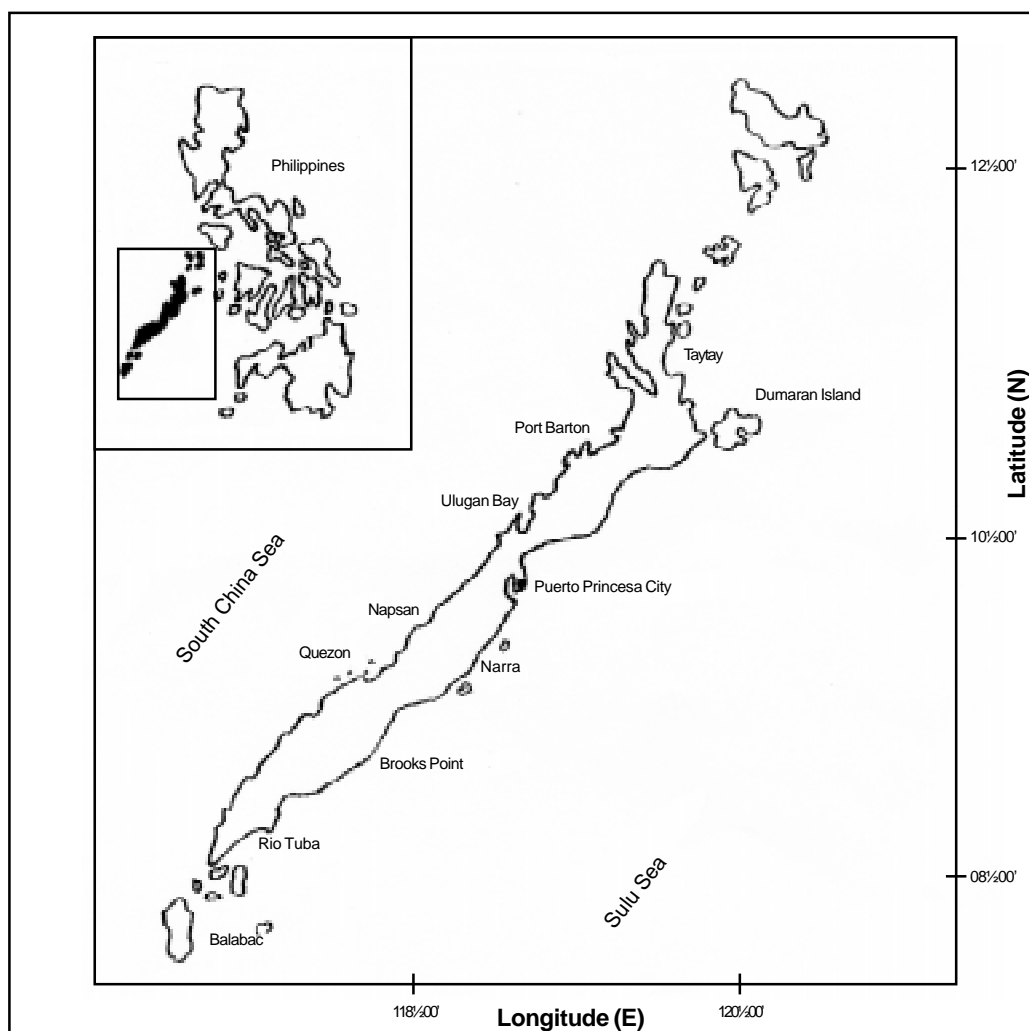 Philippines
12½00'
Taytay
Dumaran Island
Port Barton
Latitude (N)
Ulugan Bay
10½00'
South China Sea
Puerto Princesa City
Napsan
Quezon
Narra
Brooks Point
Rio Tuba
08½00'
Sulu Sea
Balabac
118½00'
120½00'
Longitude (E)